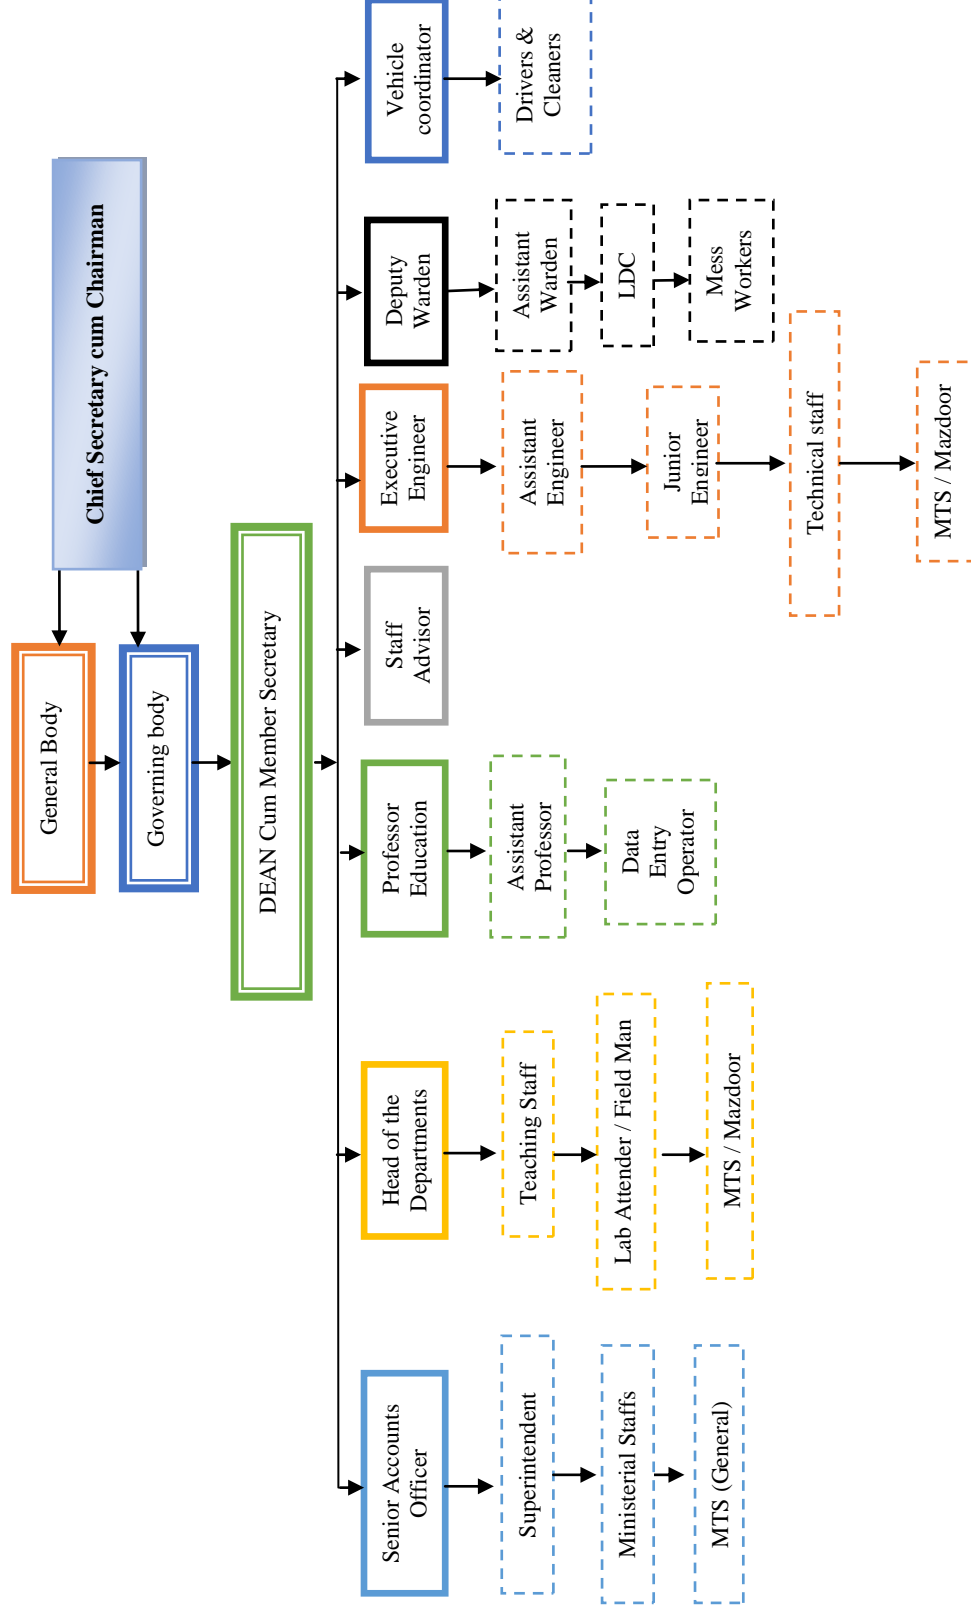 Chief Secretary cum Chairman
General Body
Governing body
DEAN Cum Member Secretary
Senior Accounts
Officer
Superintendent
Ministerial Staffs
MTS (General)
Head of the
Departments
Teaching Staff
Lab Attender / Field Man
MTS / Mazdoor
Professor
Education
Assistant
Professor
Data
Entry
Operator
Staff
Advisor
Executive
Engineer
Assistant
Engineer
Junior
Engineer
Technical staff
MTS / Mazdoor
Deputy
Warden
Assistant
Warden
LDC
Mess
Workers
Vehicle
coordinator
Drivers &
Cleaners